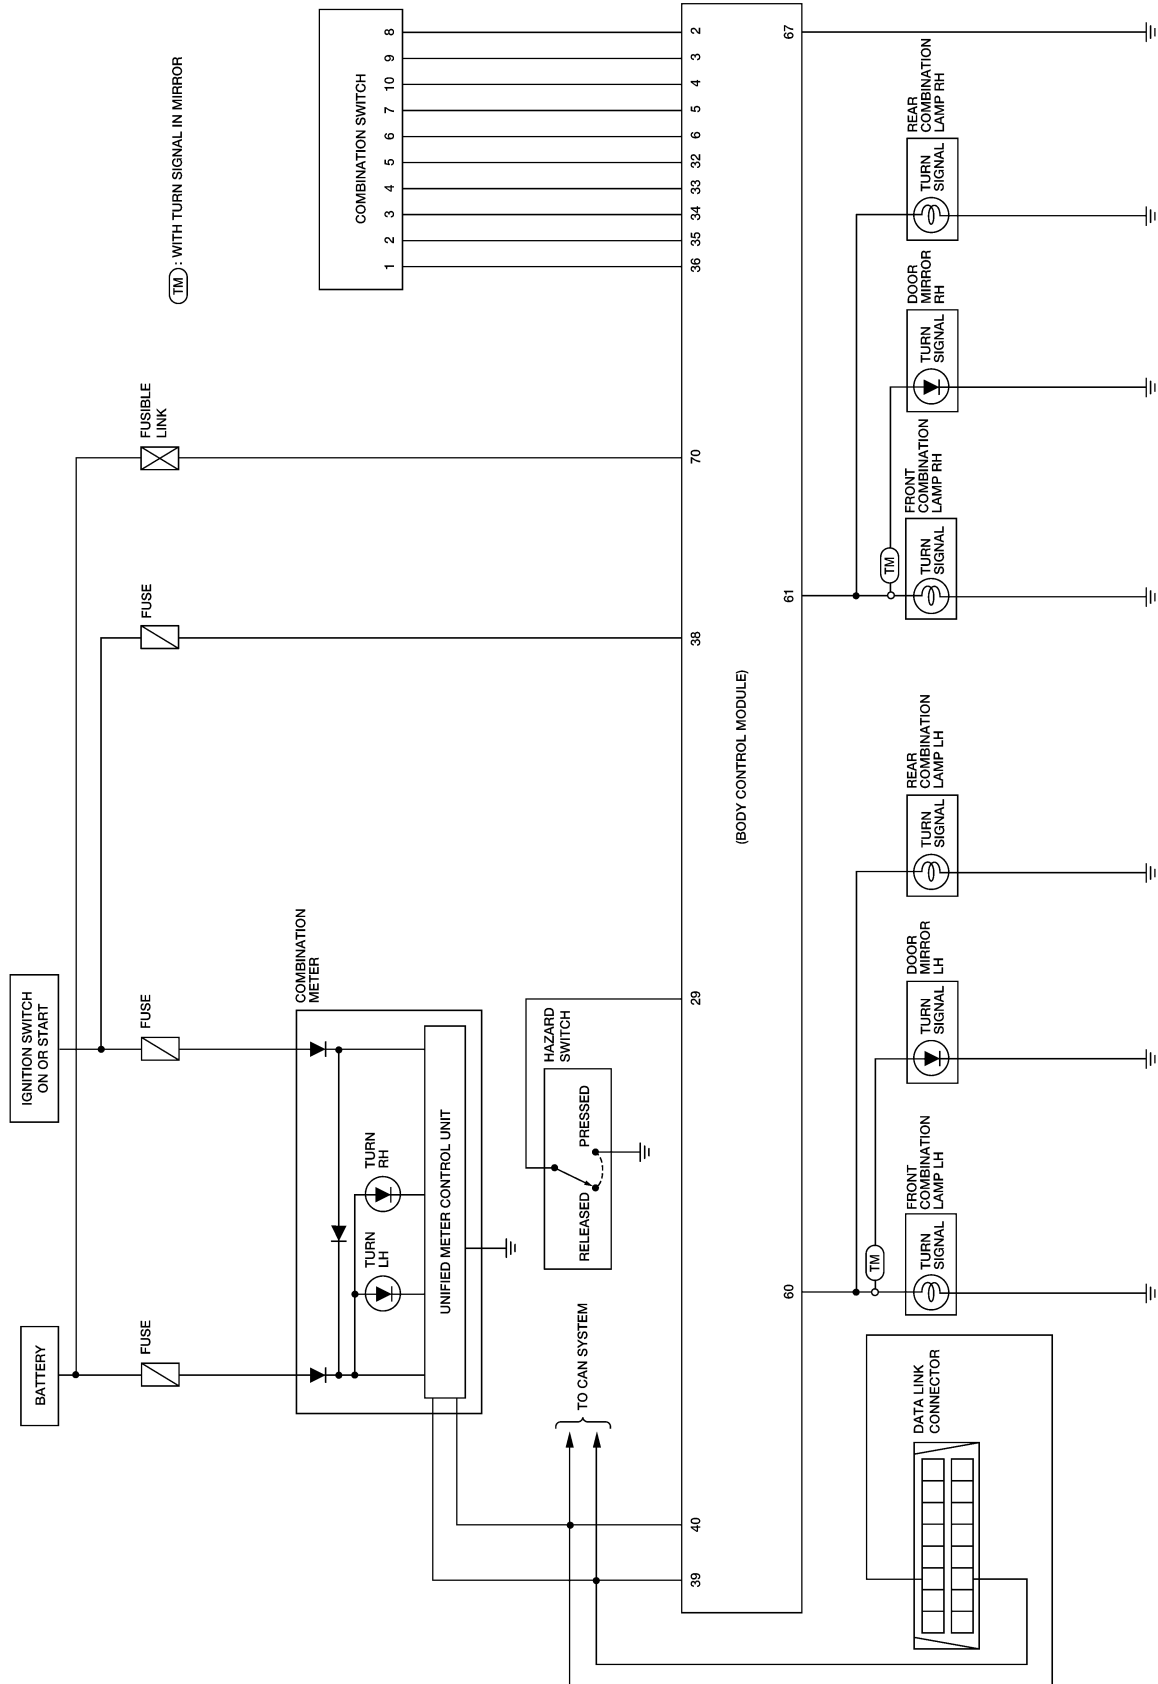 BATTERY
IGNITION SWITCH
ON OR START
FUSE
FUSE
FUSE
FUSIBLE
LINK
TM : WITH TURN SIGNAL IN MIRROR
COMBINATION
METER
TURN
LH
TURN
RH
UNIFIED METER CONTROL UNIT
COMBINATION SWITCH
1
2
3
4
5
6
7
10
9
8
TO CAN SYSTEM
HAZARD
SWITCH
RELEASED
PRESSED
39
40
29
38
70
36
35
34
33
32
6
5
4
3
2
(BODY CONTROL MODULE)
60
61
67
DATA LINK
CONNECTOR
TM
FRONT
COMBINATION
LAMP LH
TURN
SIGNAL
DOOR
MIRROR
LH
TURN
SIGNAL
REAR
COMBINATION
LAMP LH
TURN
SIGNAL
TM
FRONT
COMBINATION
LAMP RH
TURN
SIGNAL
DOOR
MIRROR
RH
TURN
SIGNAL
REAR
COMBINATION
LAMP RH
TURN
SIGNAL